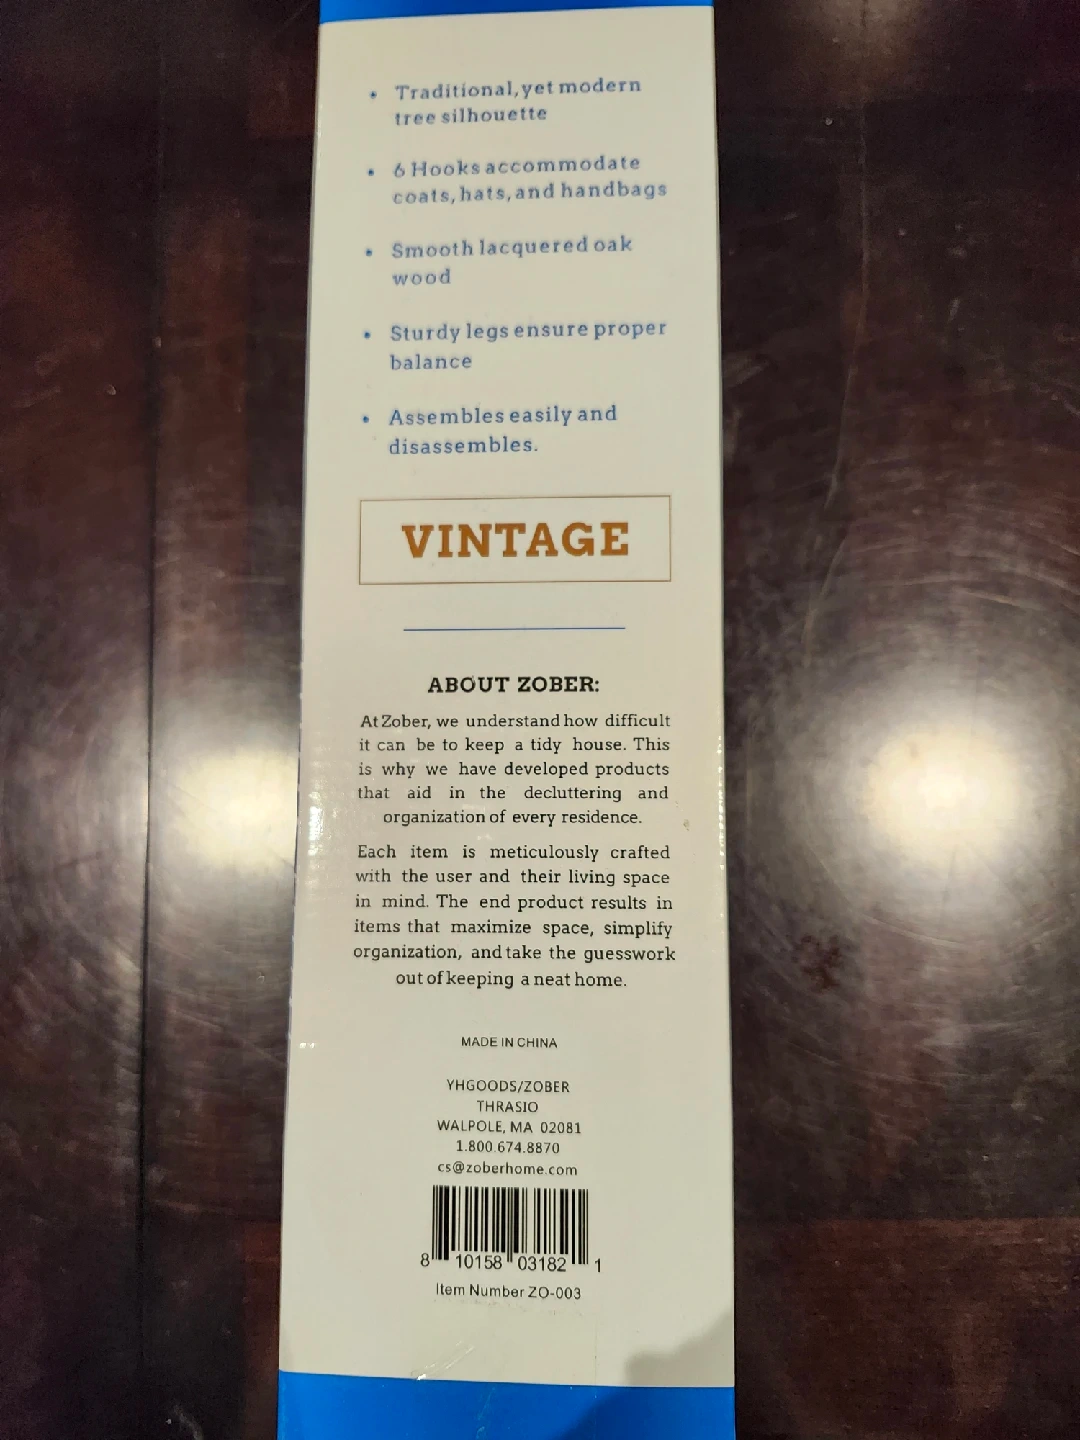 • Traditional, yet modern
tree silhouette
• 6 Hooks accommodate
coats, hats, and handbags
• Smooth lacquered oak
wood
• Sturdy legs ensure proper
balance
• Assembles easily and
disassembles.
VINTAGE
ABOUT ZOBER:
At Zober, we understand how difficult
it can be to keep a tidy house. This
is why we have developed products
that aid in the decluttering and
organization of every residence.
Each item is meticulously crafted
with the user and their living space
in mind. The end product results in
items that maximize space, simplify
organization, and take the guesswork
out of keeping a neat home.
MADE IN CHINA
YHGOODS/ZOBER
THRASIO
WALPOLE, MA 02081
1.800.674.8870
cs@zoberhome.com
8 10158 03182 1
Item Number ZO-003